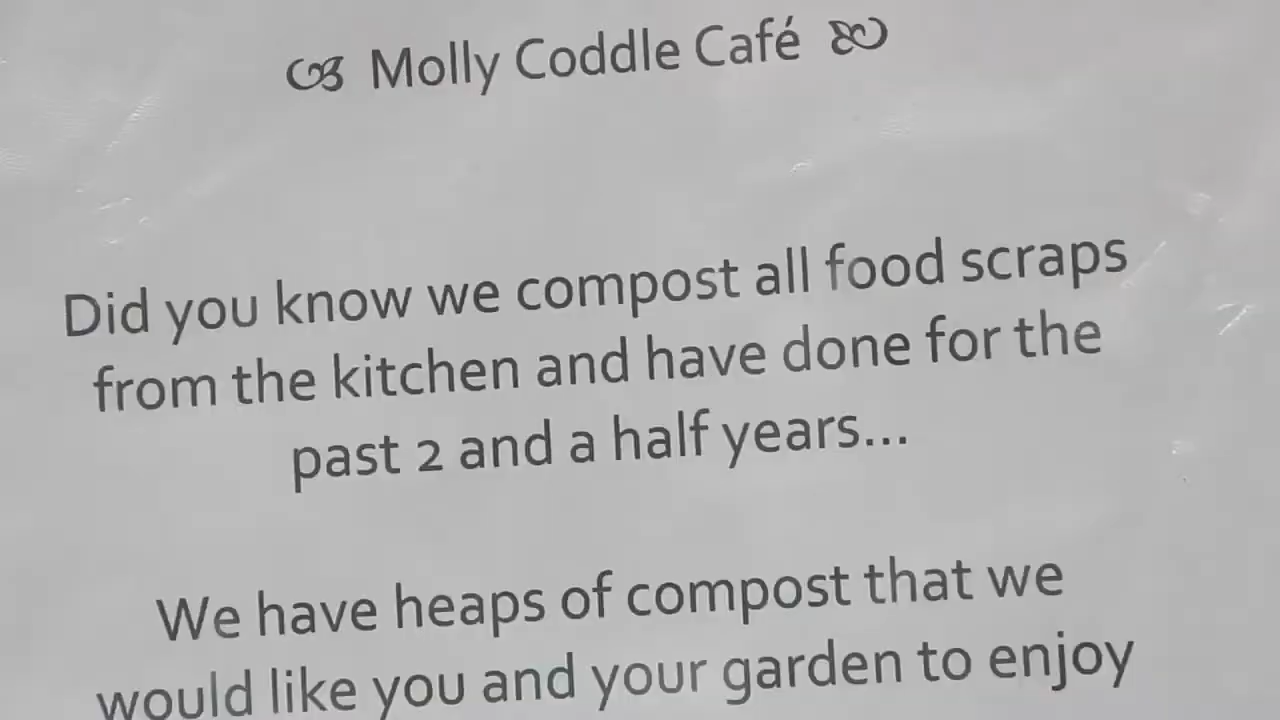 Molly Coddle Café
Did you know we compost all food scraps
from the kitchen and have done for the
past 2 and a half years...
We have heaps of compost that we
would like you and your garden to enjoy